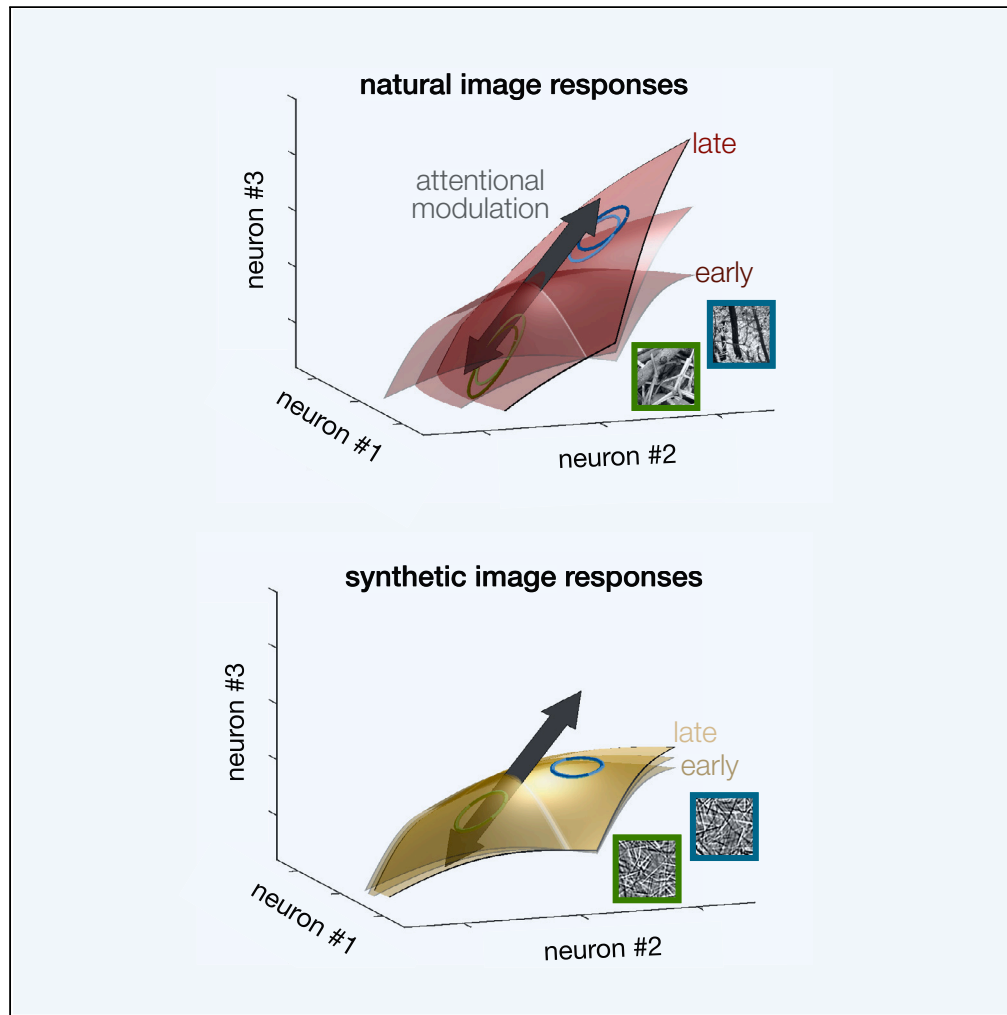 natural image responses
late
attentional
modulation
neuron #3
early
neuron #1
neuron #2
synthetic image responses
neuron #3
late
early
neuron #1
neuron #2